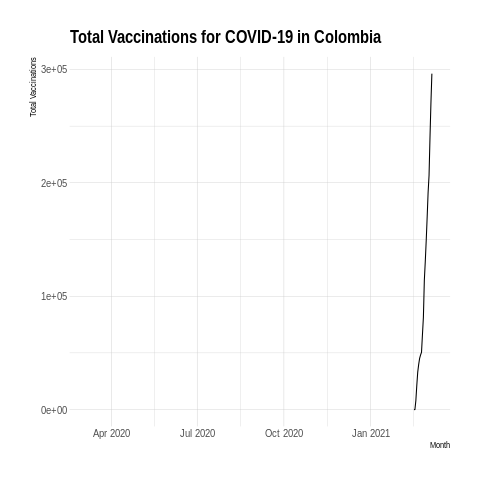 Total Vaccinations for COVID-19 in Colombia
Total Vaccinations
3e+05
2e+05
1e+05
0e+00
Apr 2020
Jul 2020
Oct 2020
Jan 2021
Month